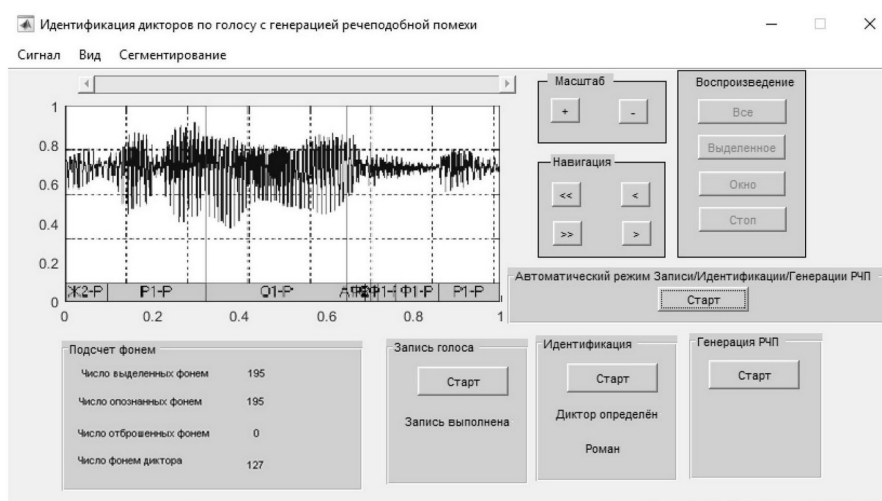 Идентификация дикторов по голосу с генерацией речеподобной помехи
Сигнал Вид Сегментирование
Масштаб
+ -
Навигация
<< <
>> >
Воспроизведение
Все
Выделенное
Окно
Стоп
1
0.8
0.6
0.4
0.2
0
Ж2-Р Р1-Р О1-Р Ф1-Р Р1-Р
0 0.2 0.4 0.6 0.8 1
Автоматический режим Записи/Идентификации/Генерации РЧП
Старт
Подсчет фонем
Число выделенных фонем 195
Число опознанных фонем 195
Число отброшенных фонем 0
Число фонем диктора 127
Запись голоса
Старт
Запись выполнена
Идентификация
Старт
Диктор определён
Роман
Генерация РЧП
Старт